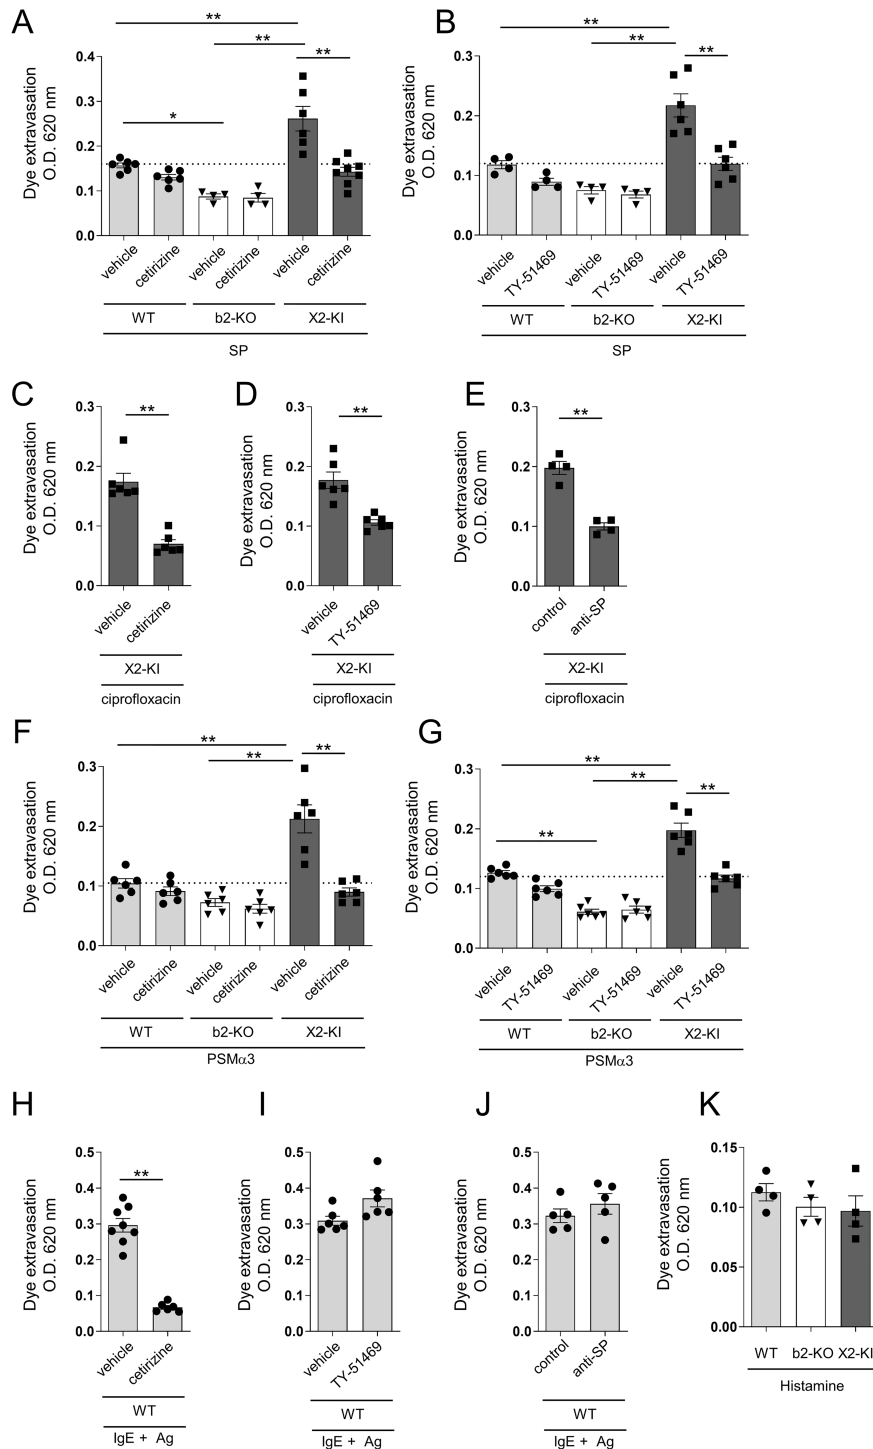 A
Dye extravasation
O.D. 620 nm
0.4
0.3
0.2
0.1
0.0
**
**
**
*
vehicle
cetirizine
vehicle
cetirizine
vehicle
cetirizine
WT
b2-KO
X2-KI
SP
B
Dye extravasation
O.D. 620 nm
0.3
0.2
0.1
0.0
**
**
**
vehicle
TY-51469
vehicle
TY-51469
vehicle
TY-51469
WT
b2-KO
X2-KI
SP
C
Dye extravasation
O.D. 620 nm
0.3
0.2
0.1
0.0
**
vehicle
cetirizine
X2-KI
ciprofloxacin
D
Dye extravasation
O.D. 620 nm
0.3
0.2
0.1
0.0
**
vehicle
TY-51469
X2-KI
ciprofloxacin
E
Dye extravasation
O.D. 620 nm
0.3
0.2
0.1
0.0
**
control
anti-SP
X2-KI
ciprofloxacin
F
Dye extravasation
O.D. 620 nm
0.3
0.2
0.1
0.0
**
**
**
vehicle
cetirizine
vehicle
cetirizine
vehicle
cetirizine
WT
b2-KO
X2-KI
PSMα3
G
Dye extravasation
O.D. 620 nm
0.3
0.2
0.1
0.0
**
**
**
**
vehicle
TY-51469
vehicle
TY-51469
vehicle
TY-51469
WT
b2-KO
X2-KI
PSMα3
H
Dye extravasation
O.D. 620 nm
0.5
0.4
0.3
0.2
0.1
0.0
**
vehicle
cetirizine
WT
IgE + Ag
I
Dye extravasation
O.D. 620 nm
0.5
0.4
0.3
0.2
0.1
0.0
vehicle
TY-51469
WT
IgE + Ag
J
Dye extravasation
O.D. 620 nm
0.5
0.4
0.3
0.2
0.1
0.0
control
anti-SP
WT
IgE + Ag
K
Dye extravasation
O.D. 620 nm
0.15
0.10
0.05
0.00
WT
b2-KO
X2-KI
Histamine